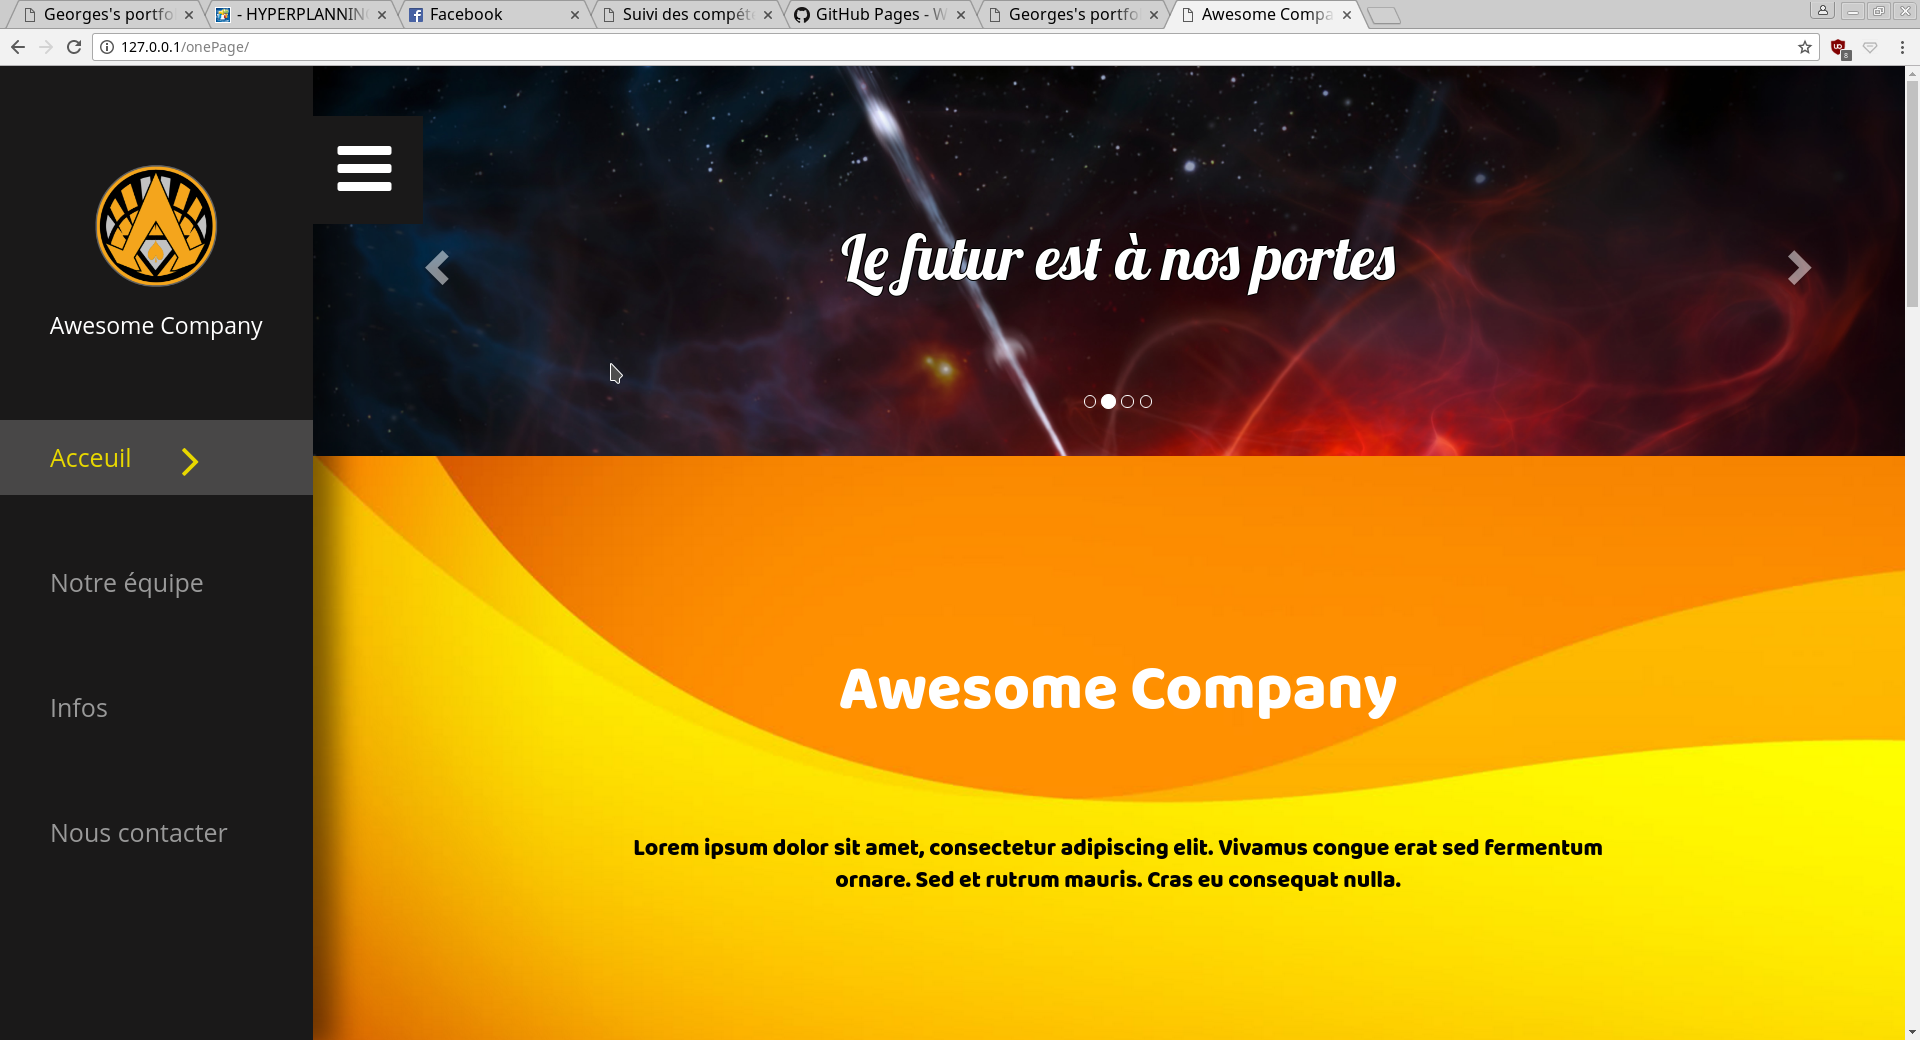 Georges's portfo
- HYPERPLANNIN
Facebook
Suivi des compét
GitHub Pages - W
Georges's portfo
Awesome Compa
127.0.0.1/onePage/
Awesome Company
Acceuil
Notre équipe
Infos
Nous contacter
Le futur est à nos portes
Awesome Company
Lorem ipsum dolor sit amet, consectetur adipiscing elit. Vivamus congue erat sed fermentum
ornare. Sed et rutrum mauris. Cras eu consequat nulla.